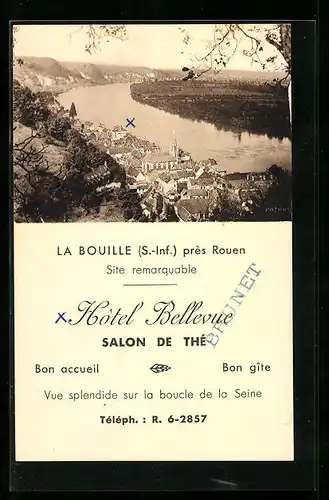 LA BOUILLE (S.-Inf.) près Rouen
Site remarquable
x Hôtel Bellevue
BRUNET
SALON DE THÉ
Bon accueil Bon gîte
Vue splendide sur la boucle de la Seine
Téléph. : R. 6-2857